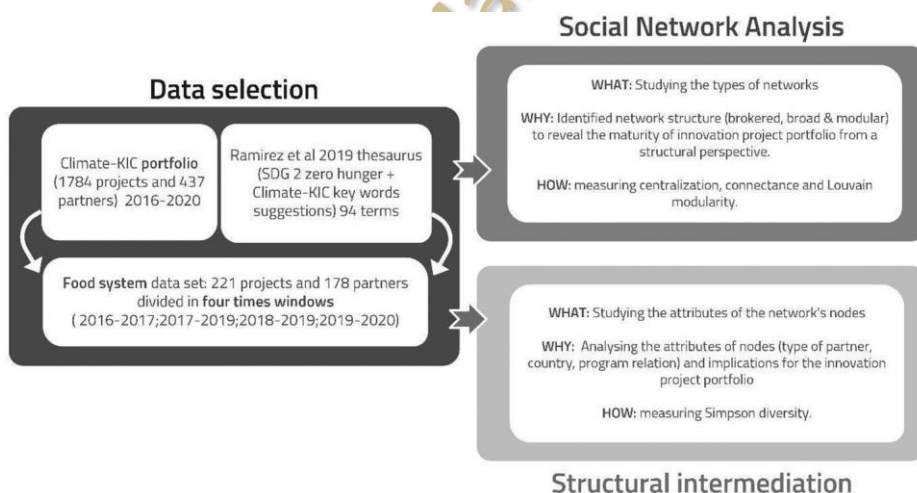 Social Network Analysis
WHAT: Studying the types of networks
WHY: Identified network structure (brokered, broad & modular)
to reveal the maturity of innovation project portfolio from a
structural perspective.
HOW: measuring centralization, connectance and Louvain
modularity.
Data selection
Climate-KIC portfolio
(1784 projects and 437
partners) 2016-2020
Ramirez et al 2019 thesaurus
(SDG 2 zero hunger +
Climate-KIC key words
suggestions) 94 terms
Food system data set: 221 projects and 178 partners
divided in four times windows
( 2016-2017;2017-2019;2018-2019;2019-2020)
WHAT: Studying the attributes of the network's nodes
WHY: Analysing the attributes of nodes (type of partner,
country, program relation) and implications for the innovation
project portfolio
HOW: measuring Simpson diversity.
Structural intermediation